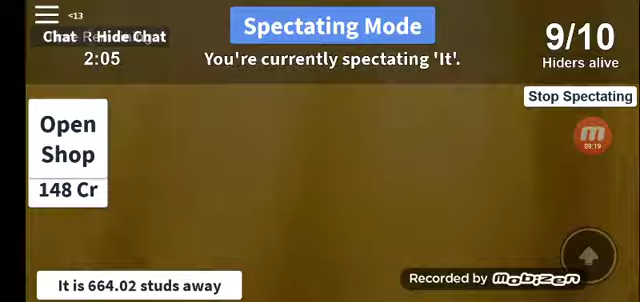 <13
Chat Hide Chat
2:05
Spectating Mode
You're currently spectating 'It'.
9/10
Hiders alive
Stop Spectating
M
09:19
Open
Shop
148 Cr
It is 664.02 studs away
Recorded by mobizen